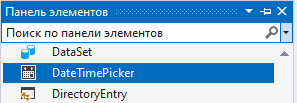 Панель элементов
Поиск по панели элементов
DataSet
DateTimePicker
DirectoryEntry